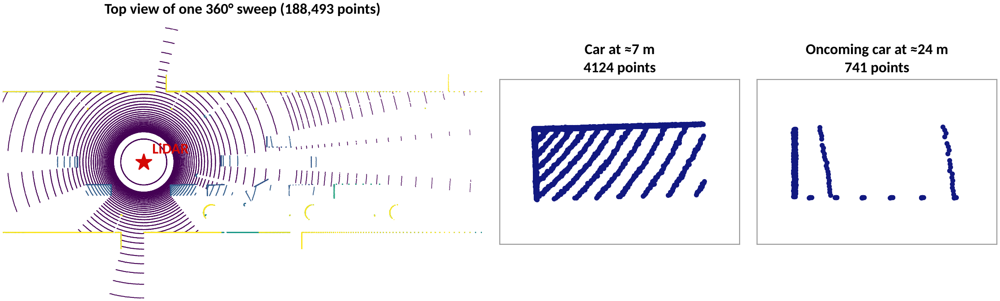 Top view of one 360° sweep (188,493 points)
LiDAR
Car at ≈7 m
4124 points
Oncoming car at ≈24 m
741 points